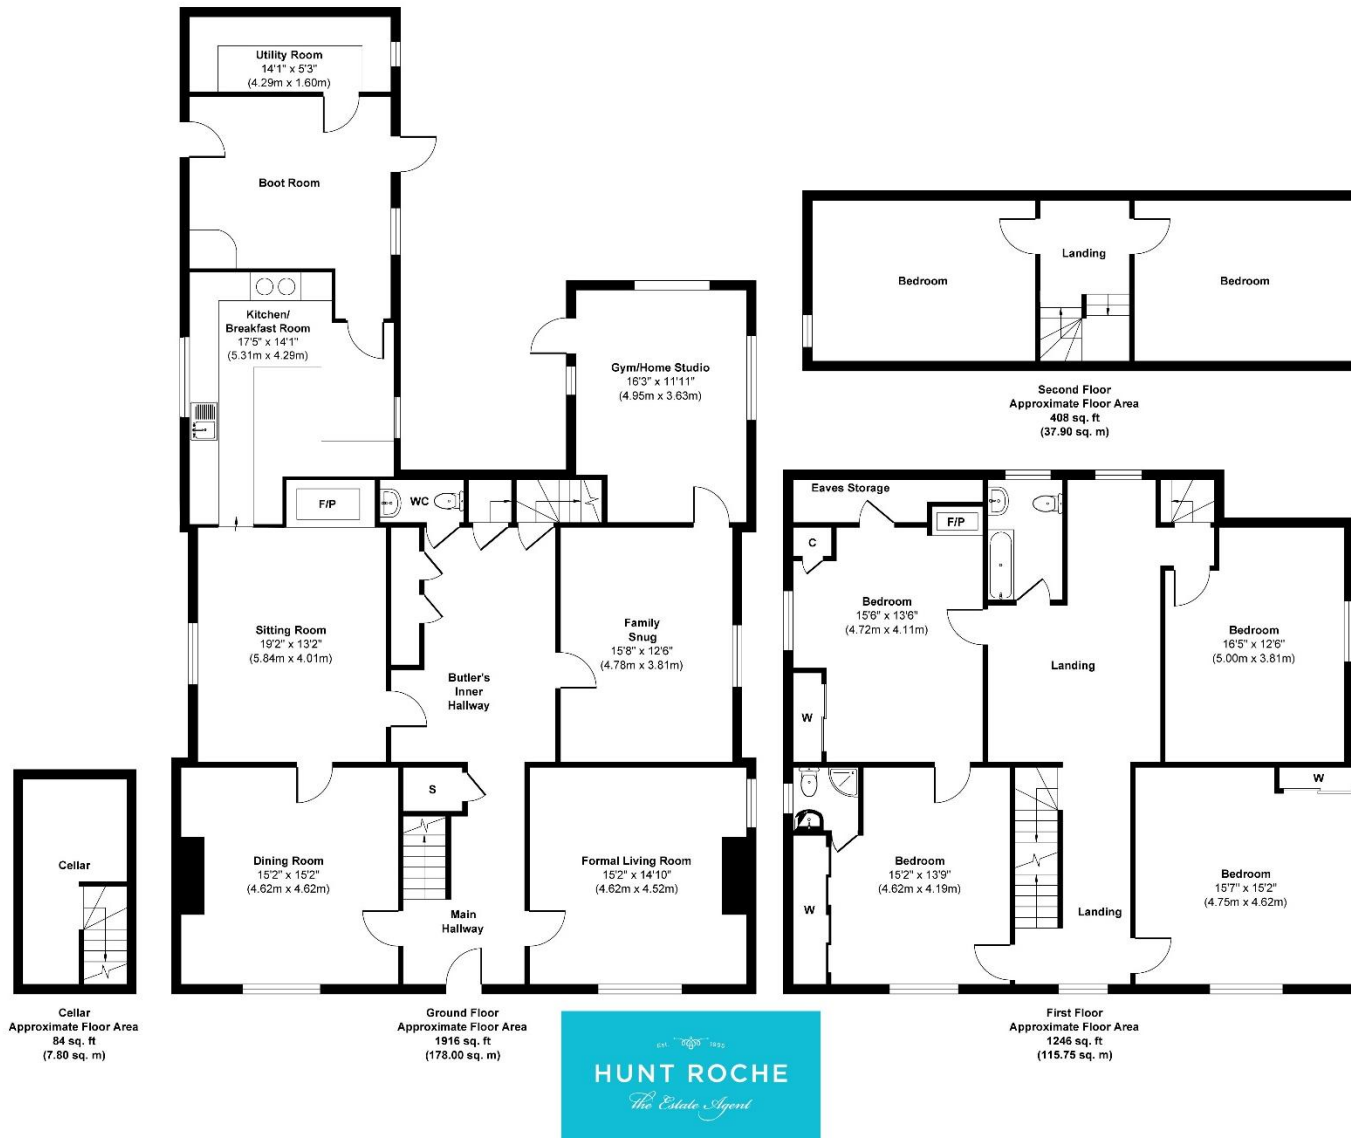 Utility Room
14'1" x 5'3"
(4.29m x 1.60m)
Boot Room
Kitchen/
Breakfast Room
17'5" x 14'1"
(5.31m x 4.29m)
F/P
WC
Gym/Home Studio
16'3" x 11'11"
(4.95m x 3.63m)
Sitting Room
19'2" x 13'2"
(5.84m x 4.01m)
Butler's
Inner
Hallway
Family
Snug
15'8" x 12'6"
(4.78m x 3.81m)
S
Dining Room
15'2" x 15'2"
(4.62m x 4.62m)
Main
Hallway
Formal Living Room
15'2" x 14'10"
(4.62m x 4.52m)
Cellar
Cellar
Approximate Floor Area
84 sq. ft
(7.80 sq. m)
Ground Floor
Approximate Floor Area
1916 sq. ft
(178.00 sq. m)
Bedroom
Landing
Bedroom
Second Floor
Approximate Floor Area
408 sq. ft
(37.90 sq. m)
Eaves Storage
F/P
C
Bedroom
15'6" x 13'6"
(4.72m x 4.11m)
W
Landing
Bedroom
16'5" x 12'6"
(5.00m x 3.81m)
W
Bedroom
15'2" x 13'9"
(4.62m x 4.19m)
W
Landing
Bedroom
15'7" x 15'2"
(4.75m x 4.62m)
First Floor
Approximate Floor Area
1246 sq. ft
(115.75 sq. m)
Est. 1895
HUNT ROCHE
The Estate Agent